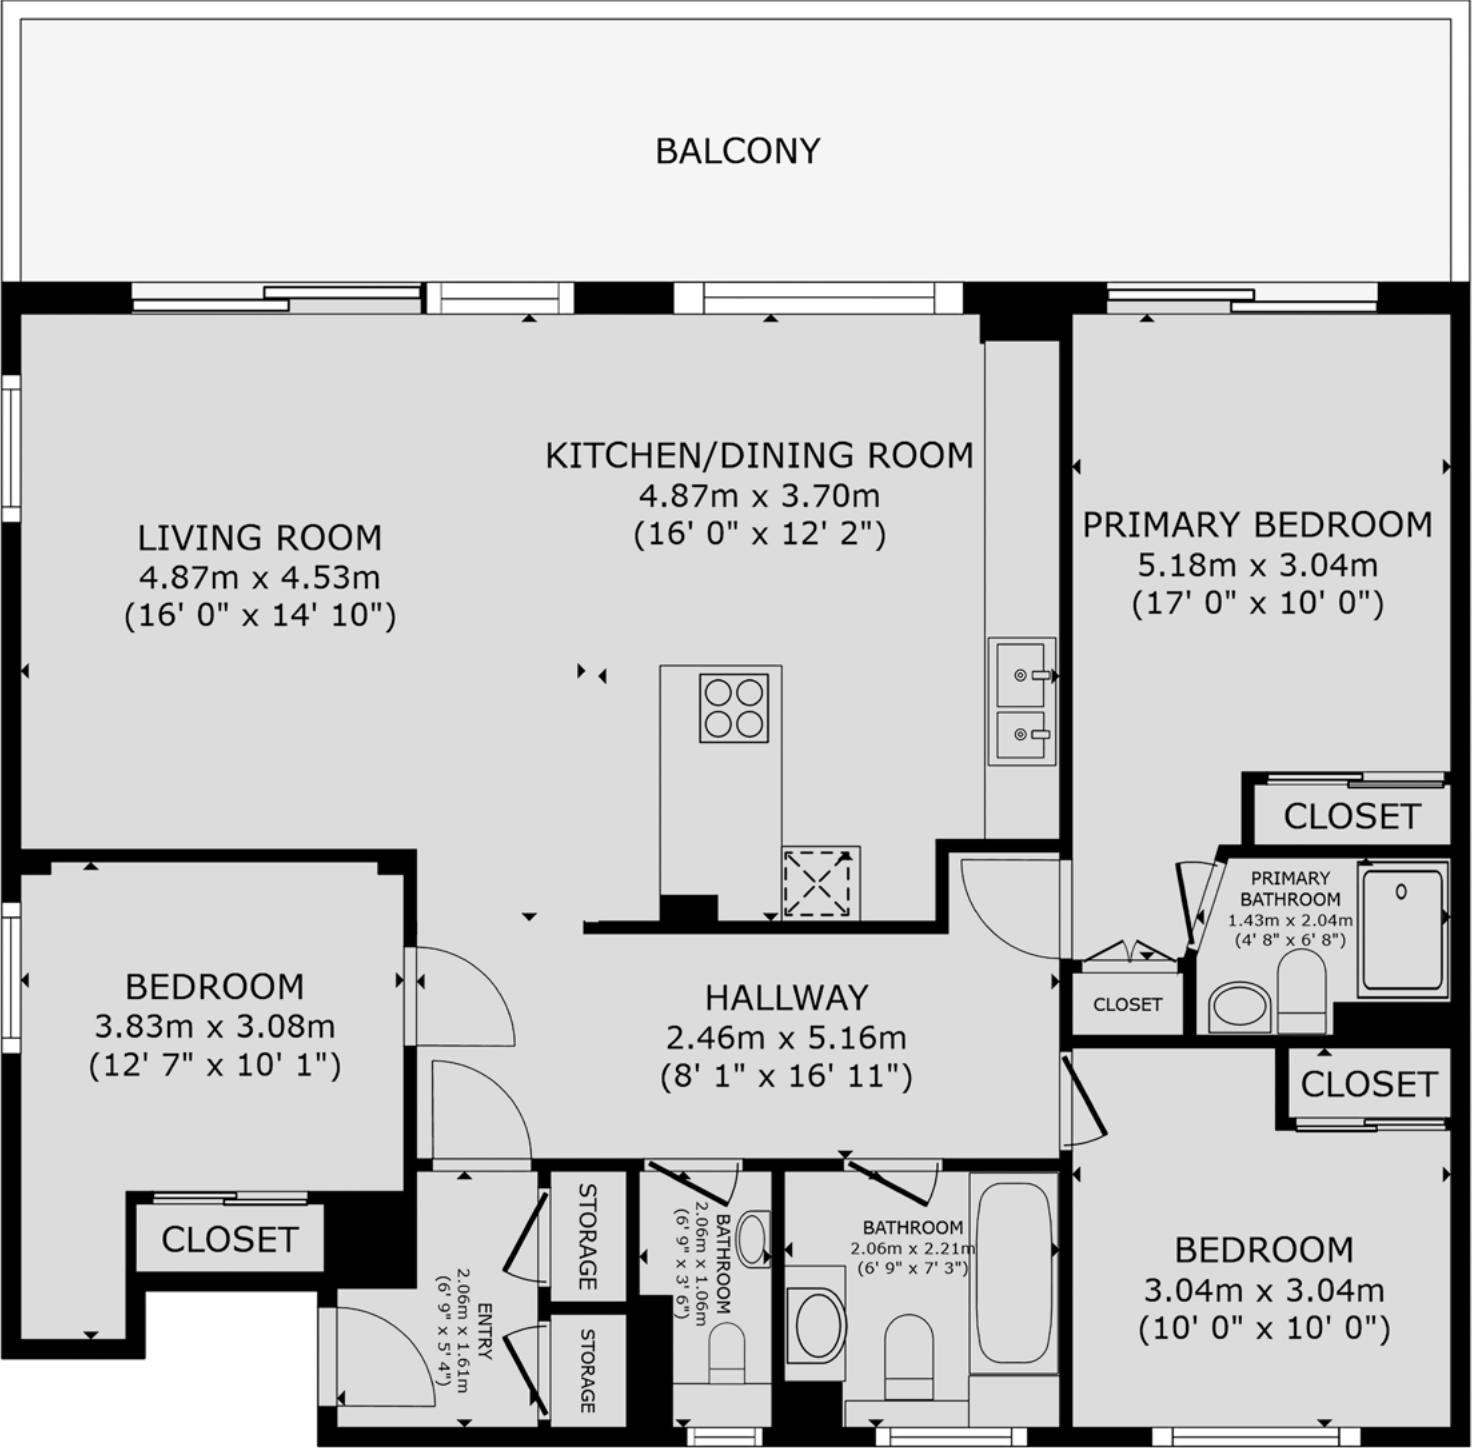 BALCONY
KITCHEN/DINING ROOM
4.87m x 3.70m
(16' 0" x 12' 2")
LIVING ROOM
4.87m x 4.53m
(16' 0" x 14' 10")
PRIMARY BEDROOM
5.18m x 3.04m
(17' 0" x 10' 0")
CLOSET
PRIMARY
BATHROOM
1.43m x 2.04m
(4' 8" x 6' 8")
BEDROOM
3.83m x 3.08m
(12' 7" x 10' 1")
HALLWAY
2.46m x 5.16m
(8' 1" x 16' 11")
CLOSET
CLOSET
CLOSET
STORAGE
STORAGE
ENTRY
2.06m x 1.61m
(6' 9" x 5' 4")
BATHROOM
2.06m x 1.06m
(6' 9" x 3' 6")
BATHROOM
2.06m x 2.21m
(6' 9" x 7' 3")
BEDROOM
3.04m x 3.04m
(10' 0" x 10' 0")